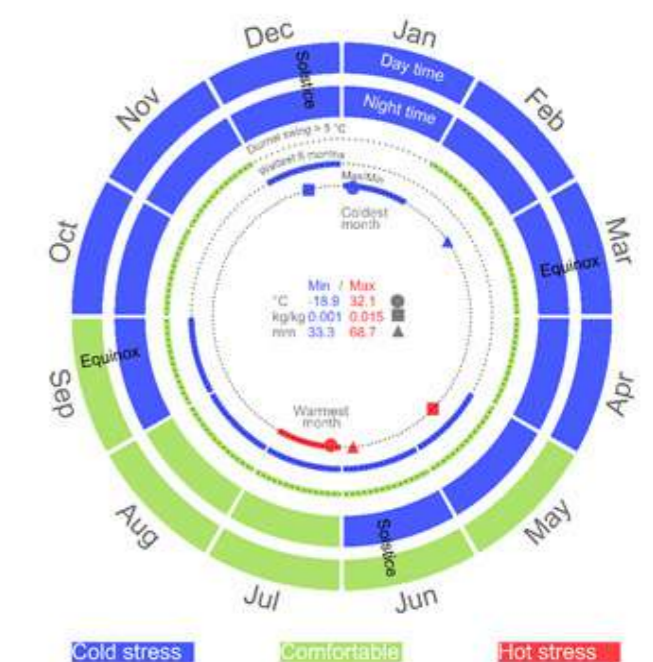 Dec
Jan
Nov
Feb
Solstice
Day time
Night time
Diurnal swing > 5 °C
Wettest 6 months
Max/Min
Coldest
month
Oct
Mar
Equinox
Min / Max
°C -18.9 32.1
kg/kg 0.001 0.015
mm 33.3 68.7
Equinox
Sep
Apr
Warmest
month
Aug
May
Solstice
Jul
Jun
Cold stress
Comfortable
Hot stress